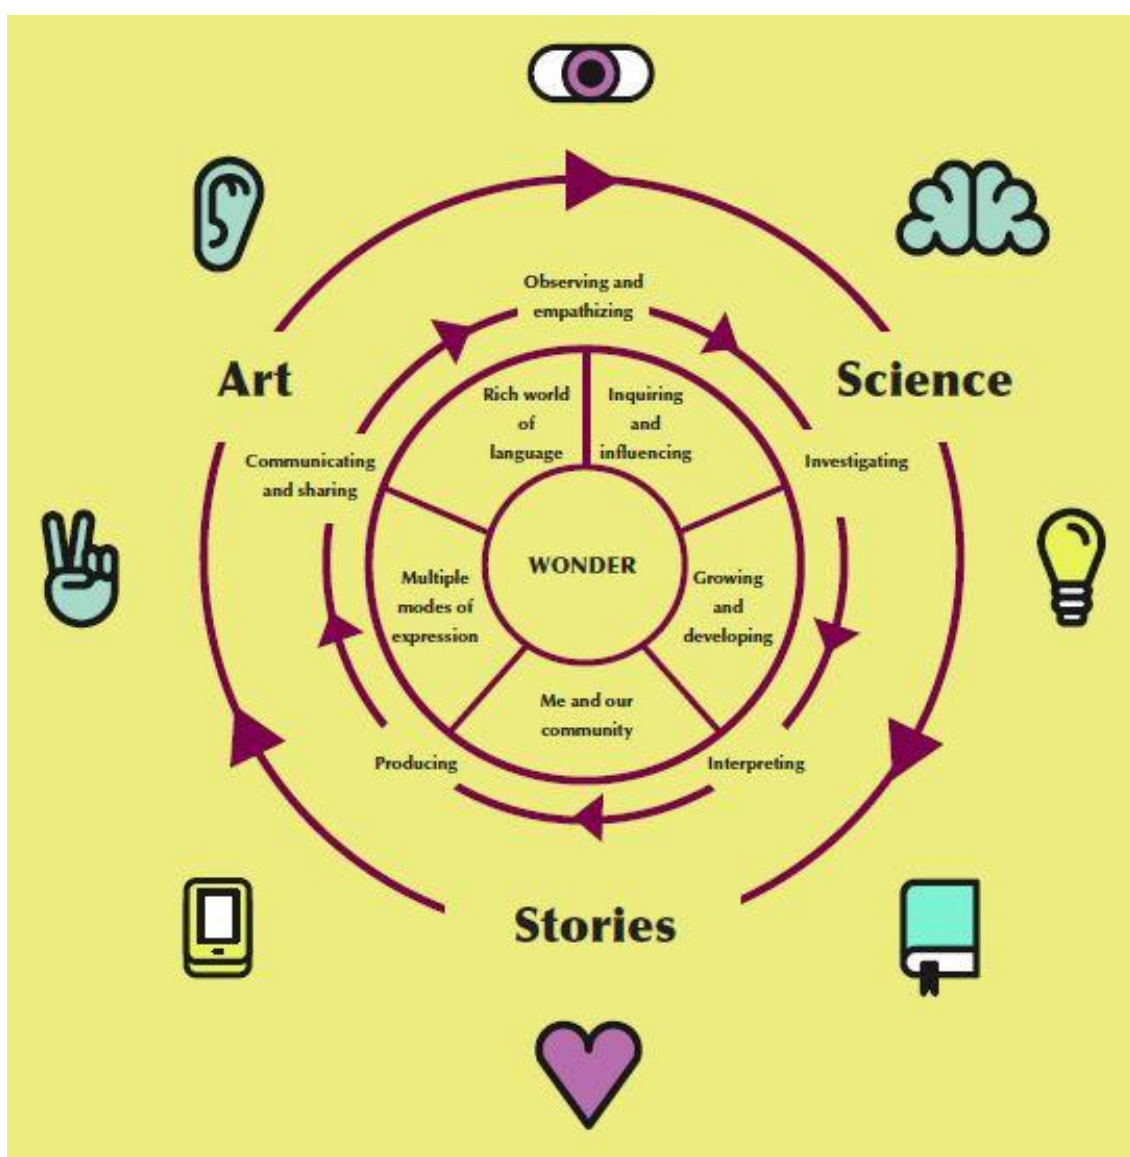 Observing and
empathizing
Art
Science
Rich world
of
language
Inquiring
and
influencing
Communicating
and sharing
Investigating
WONDER
Multiple
modes of
expression
Growing
and
developing
Me and our
community
Producing
Interpreting
Stories